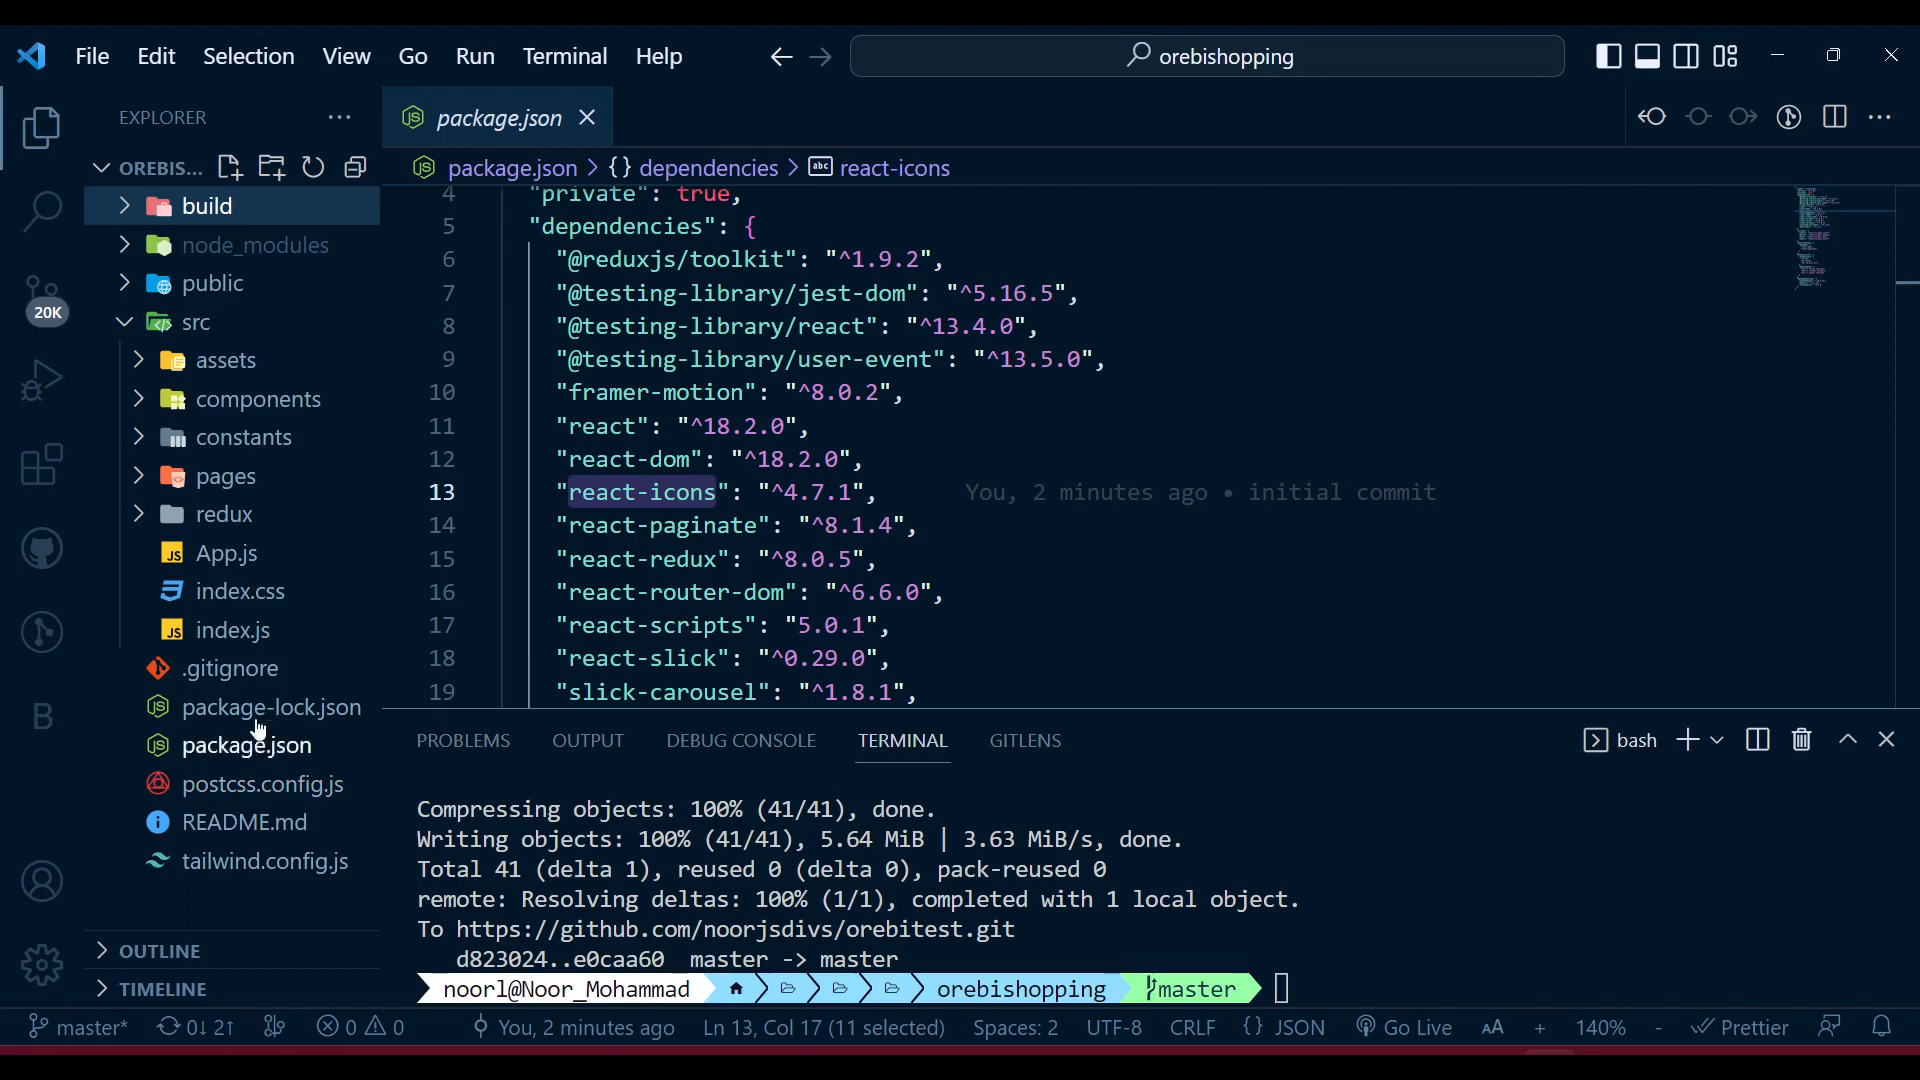 File Edit Selection View Go Run Terminal Help
orebishopping
EXPLORER
package.json
OREBIS...
package.json > {} dependencies > abc react-icons
build
node_modules
public
src
assets
components
constants
pages
redux
JS App.js
index.css
JS index.js
.gitignore
package-lock.json
package.json
postcss.config.js
README.md
tailwind.config.js
OUTLINE
TIMELINE
20K
B
4 "private": true,
5 "dependencies": {
6 "@reduxjs/toolkit": "^1.9.2",
7 "@testing-library/jest-dom": "^5.16.5",
8 "@testing-library/react": "^13.4.0",
9 "@testing-library/user-event": "^13.5.0",
10 "framer-motion": "^8.0.2",
11 "react": "^18.2.0",
12 "react-dom": "^18.2.0",
13 "react-icons": "^4.7.1", You, 2 minutes ago • initial commit
14 "react-paginate": "^8.1.4",
15 "react-redux": "^8.0.5",
16 "react-router-dom": "^6.6.0",
17 "react-scripts": "5.0.1",
18 "react-slick": "^0.29.0",
19 "slick-carousel": "^1.8.1",
PROBLEMS OUTPUT DEBUG CONSOLE TERMINAL GITLENS
bash
Compressing objects: 100% (41/41), done.
Writing objects: 100% (41/41), 5.64 MiB | 3.63 MiB/s, done.
Total 41 (delta 1), reused 0 (delta 0), pack-reused 0
remote: Resolving deltas: 100% (1/1), completed with 1 local object.
To https://github.com/noorjsdivs/orebitest.git
d823024..e0caa60 master -> master
noorl@Noor_Mohammad orebishopping master
master* 0↓ 2↑ 0 0 You, 2 minutes ago Ln 13, Col 17 (11 selected) Spaces: 2 UTF-8 CRLF {} JSON Go Live AA + 140% - Prettier